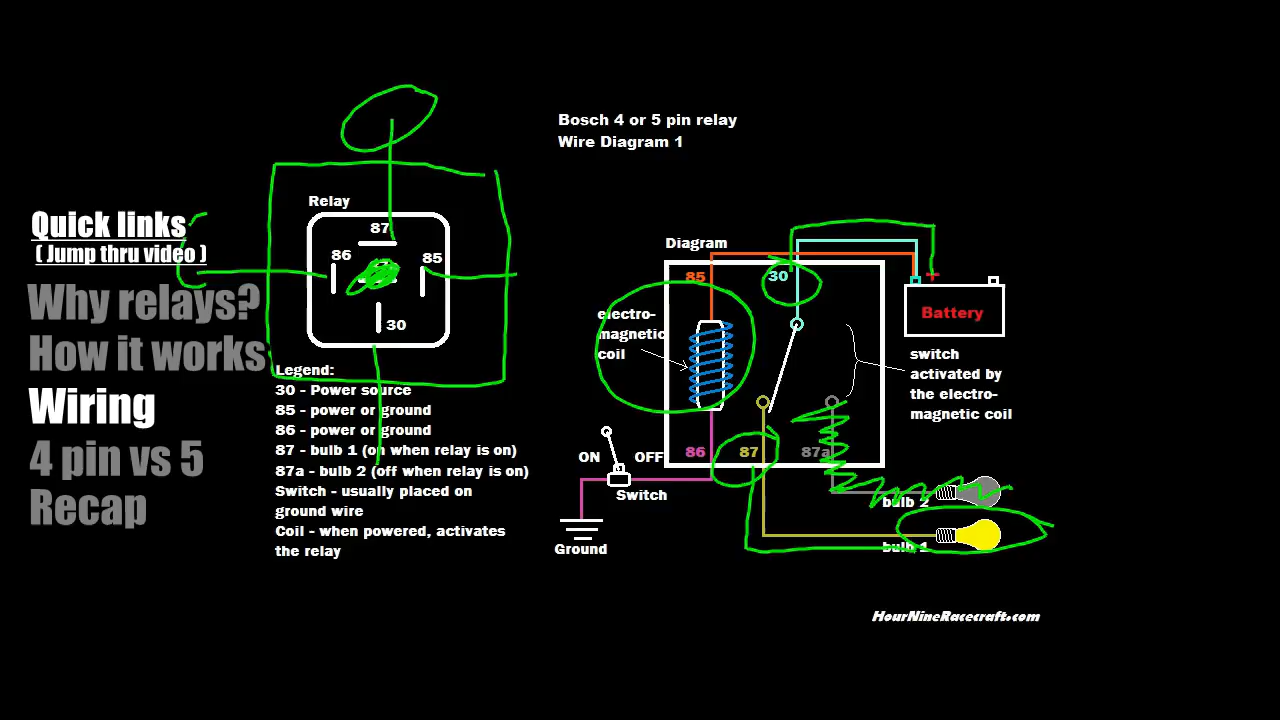 Bosch 4 or 5 pin relay
Wire Diagram 1
Quick links
( Jump thru video )
Why relays?
How it works
Wiring
4 pin vs 5
Recap
Relay
87
86
85
30
Legend:
30 - Power source
85 - power or ground
86 - power or ground
87 - bulb 1 (on when relay is on)
87a - bulb 2 (off when relay is on)
Switch - usually placed on
ground wire
Coil - when powered, activates
the relay
Diagram
85
30
electro-
magnetic
coil
86
87
87a
ON
OFF
Switch
Ground
+
Battery
switch
activated by
the electro-
magnetic coil
bulb 2
bulb 1
HourNineRacecraft.com